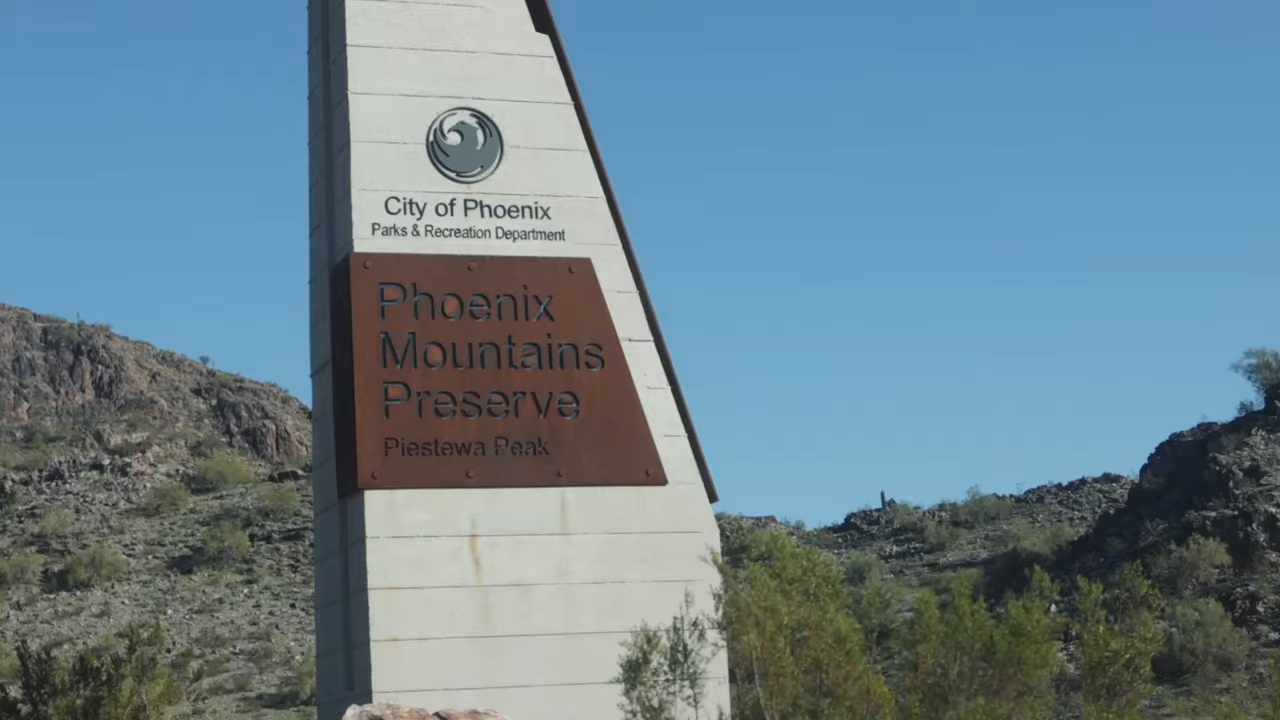 City of Phoenix
Parks & Recreation Department
Phoenix
Mountains
Preserve
Piestewa Peak